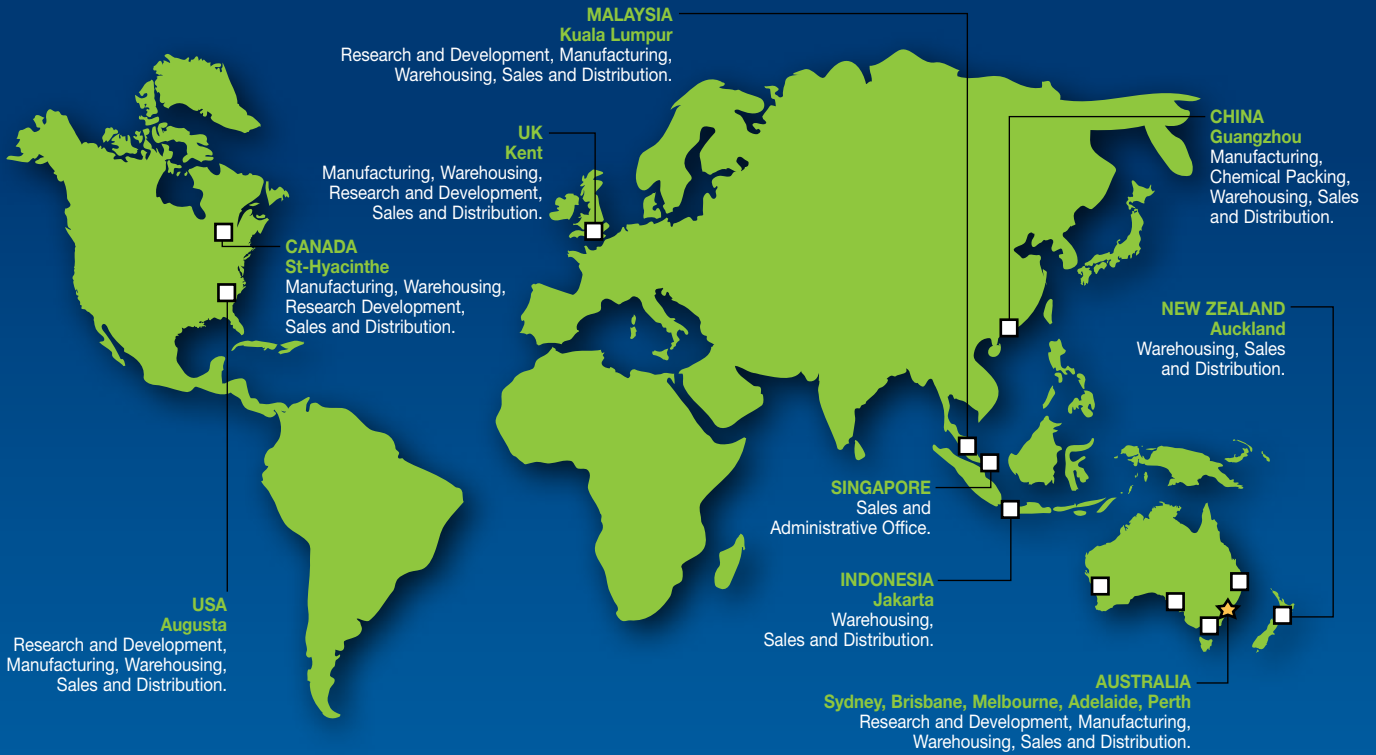 MALAYSIA
Kuala Lumpur
Research and Development, Manufacturing,
Warehousing, Sales and Distribution.
UK
Kent
Manufacturing, Warehousing,
Research and Development,
Sales and Distribution.
CHINA
Guangzhou
Manufacturing,
Chemical Packing,
Warehousing, Sales
and Distribution.
CANADA
St-Hyacinthe
Manufacturing, Warehousing,
Research Development,
Sales and Distribution.
NEW ZEALAND
Auckland
Warehousing, Sales
and Distribution.
SINGAPORE
Sales and
Administrative Office.
INDONESIA
Jakarta
Warehousing,
Sales and Distribution.
USA
Augusta
Research and Development,
Manufacturing, Warehousing,
Sales and Distribution.
AUSTRALIA
Sydney, Brisbane, Melbourne, Adelaide, Perth
Research and Development, Manufacturing,
Warehousing, Sales and Distribution.